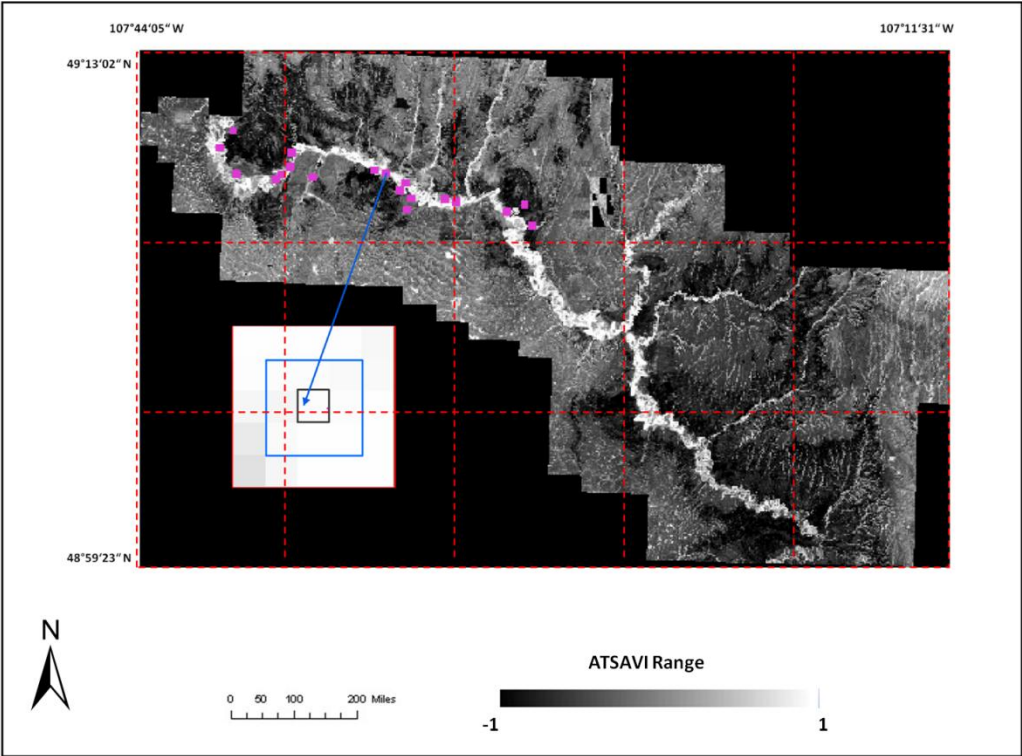 107°44′05″ W
107°11′31″ W
49°13′02″ N
48°59′23″ N
N
ATSAVI Range
0 50 100 200 Miles
-1
1